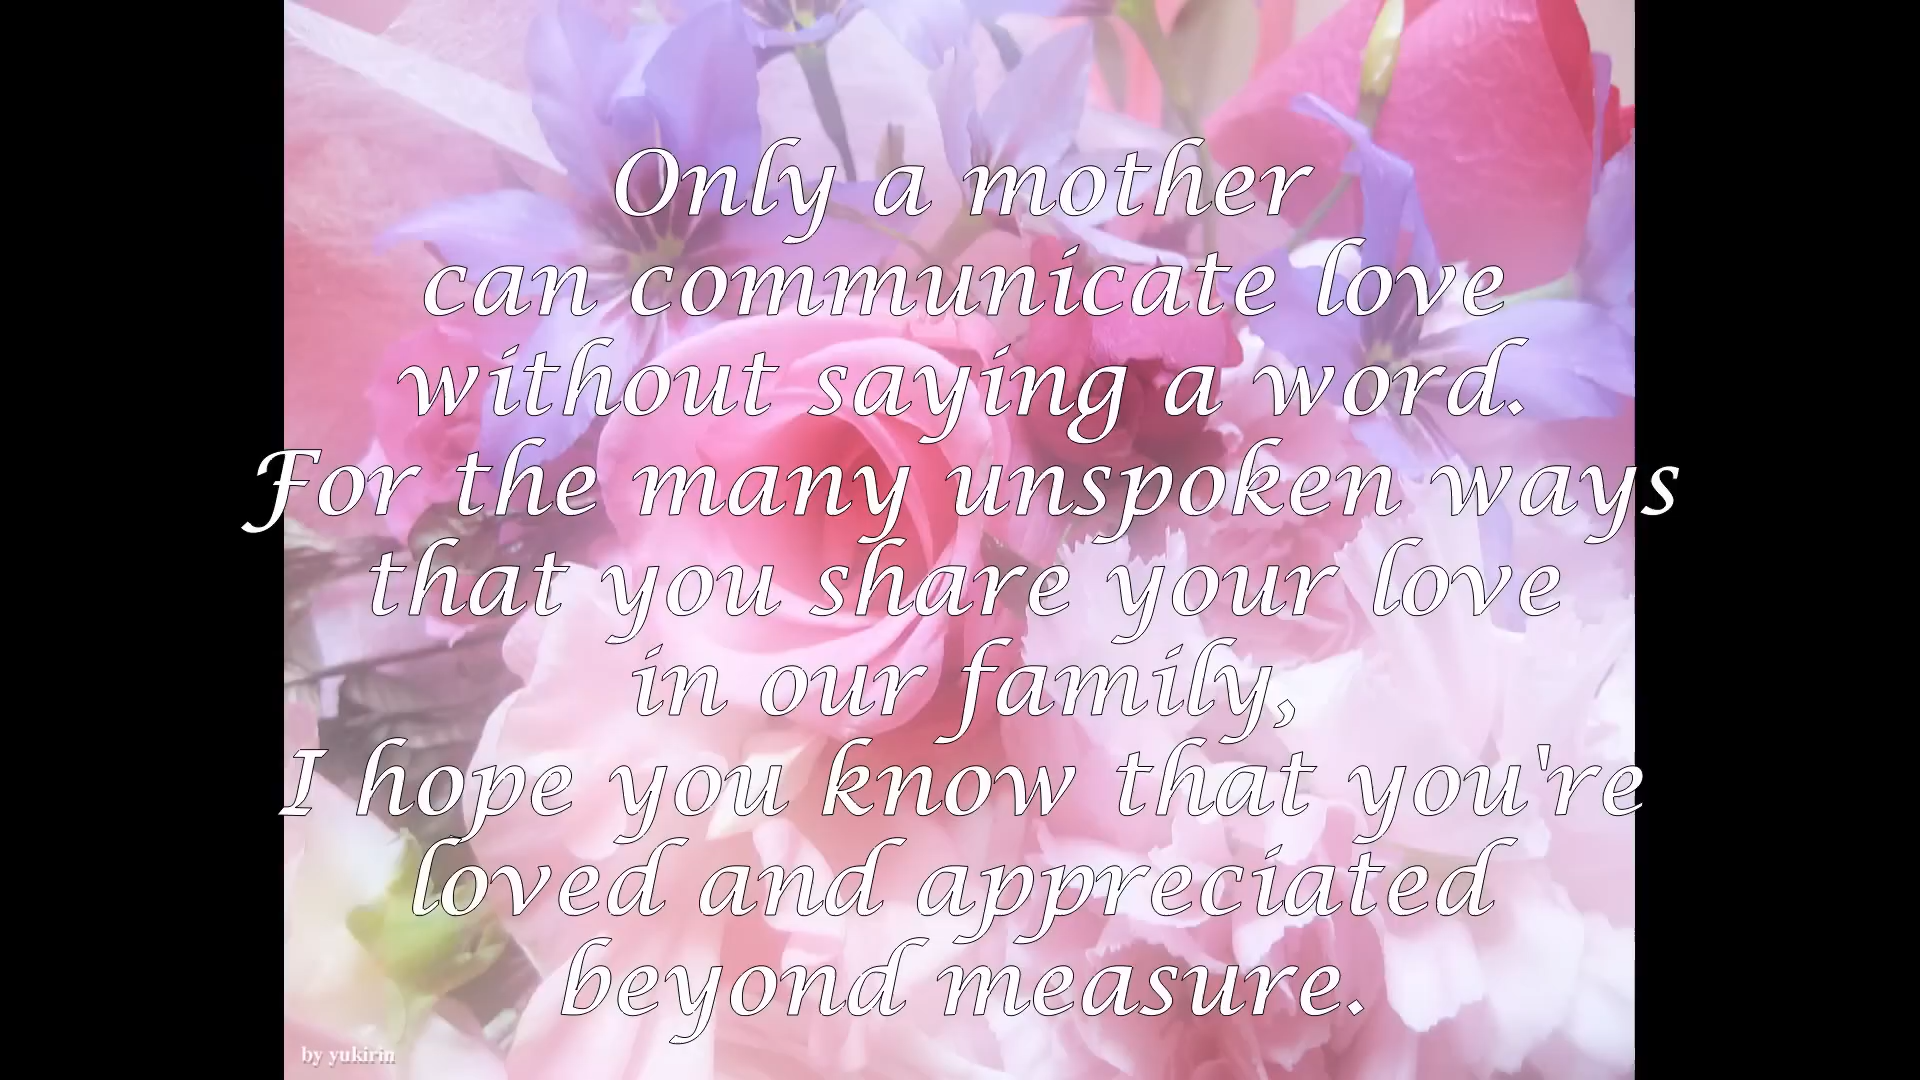 Only a mother
can communicate love
without saying a word.
For the many unspoken ways
that you share your love
in our family,
I hope you know that you're
loved and appreciated
beyond measure.
by yukirin